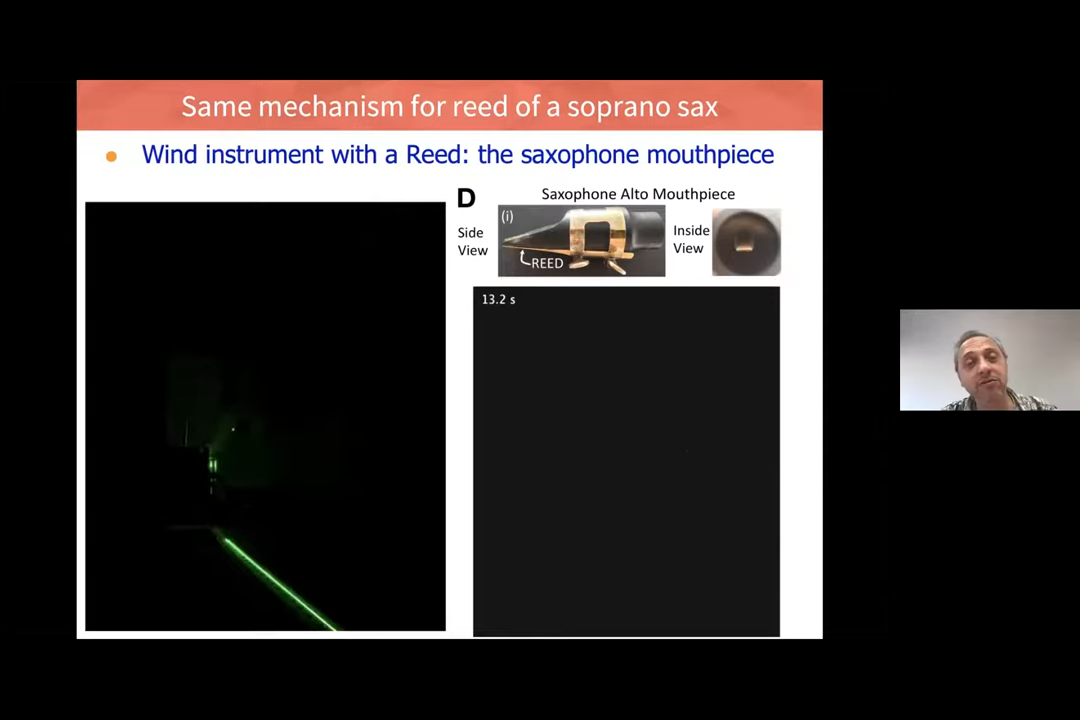 Same mechanism for reed of a soprano sax
Wind instrument with a Reed: the saxophone mouthpiece
D
Saxophone Alto Mouthpiece
(i)
Side
View
REED
Inside
View
13.2 s